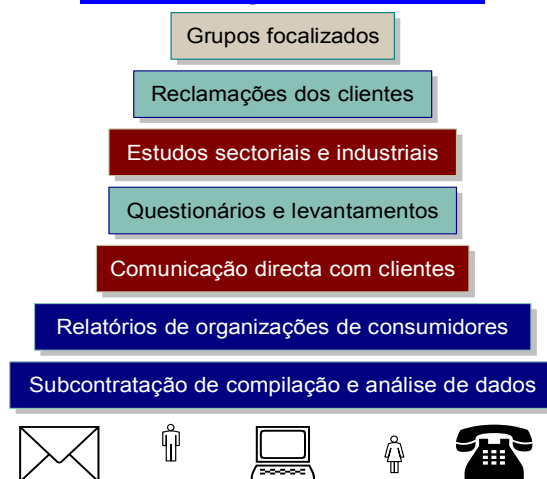 Grupos focalizados
Reclamações dos clientes
Estudos sectoriais e industriais
Questionários e levantamentos
Comunicação directa com clientes
Relatórios de organizações de consumidores
Subcontratação de compilação e análise de dados